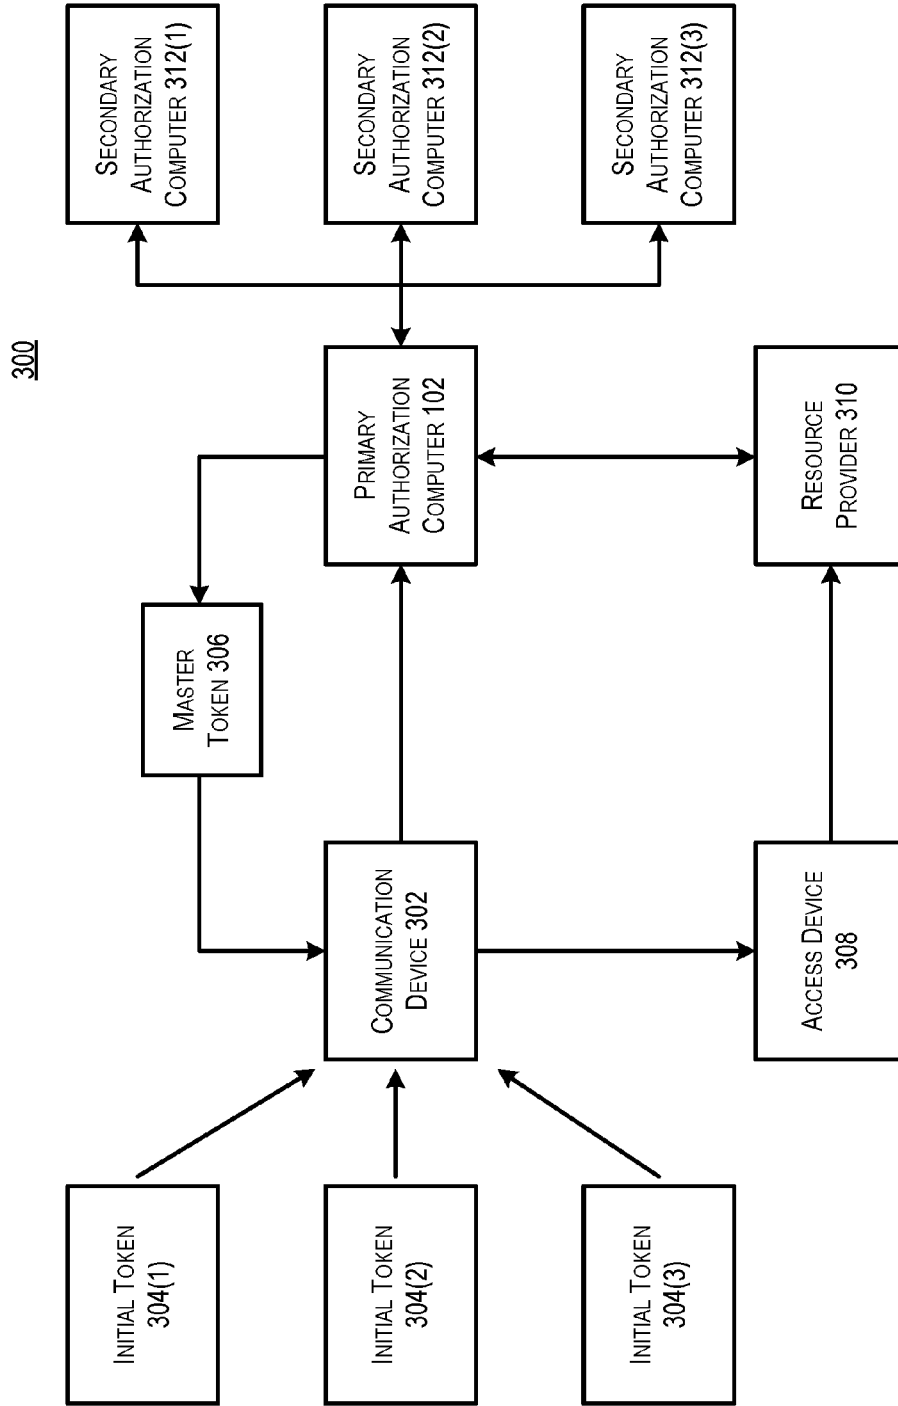 300
INITIAL TOKEN
304(1)
INITIAL TOKEN
304(2)
INITIAL TOKEN
304(3)
COMMUNICATION
DEVICE 302
MASTER
TOKEN 306
PRIMARY
AUTHORIZATION
COMPUTER 102
SECONDARY
AUTHORIZATION
COMPUTER 312(1)
SECONDARY
AUTHORIZATION
COMPUTER 312(2)
SECONDARY
AUTHORIZATION
COMPUTER 312(3)
ACCESS DEVICE
308
RESOURCE
PROVIDER 310